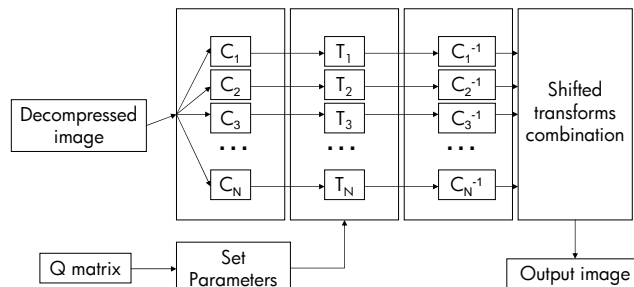 C1 T1 C1-1
C2 T2 C2-1
C3 T3 C3-1
... ... ...
CN TN CN-1
Decompressed
image
Shifted
transforms
combination
Q matrix
Set
Parameters
Output image